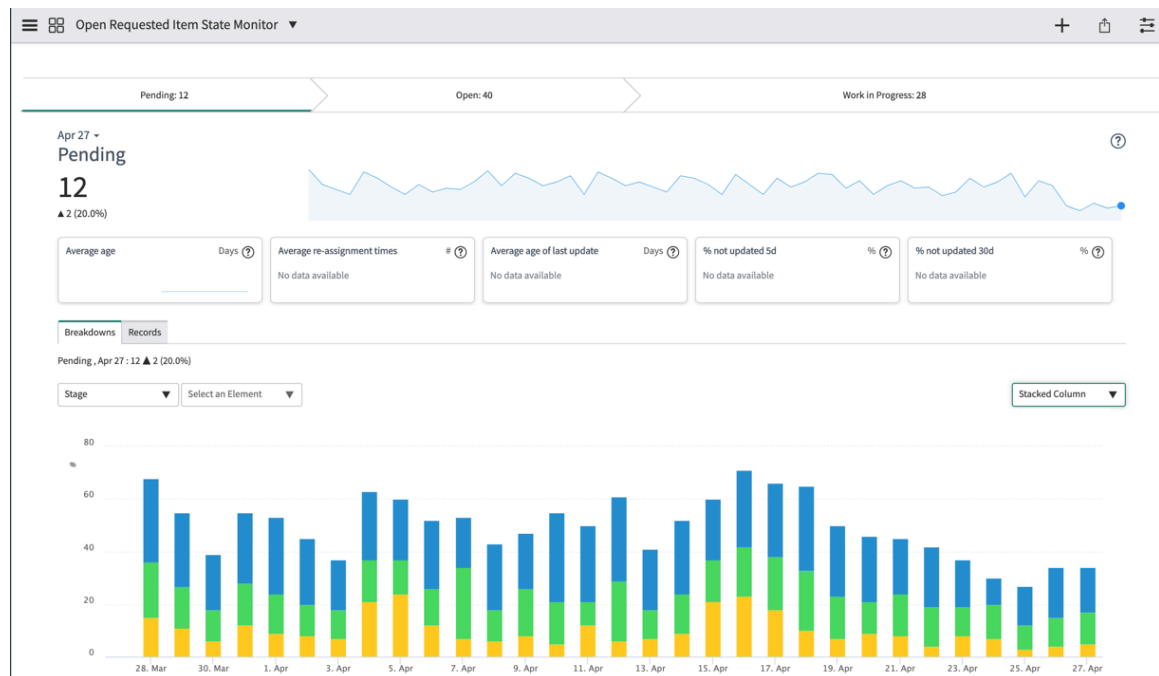 Open Requested Item State Monitor ▼
Pending: 12
Open: 40
Work in Progress: 28
Apr 27
Pending
12
▲ 2 (20.0%)
Average age Days
Average re-assignment times #
No data available
Average age of last update Days
No data available
% not updated 5d %
No data available
% not updated 30d %
No data available
Breakdowns Records
Pending , Apr 27 : 12 ▲ 2 (20.0%)
Stage ▼ Select an Element ▼ Stacked Column ▼
80
#
60
40
20
0
28. Mar 30. Mar 1. Apr 3. Apr 5. Apr 7. Apr 9. Apr 11. Apr 13. Apr 15. Apr 17. Apr 19. Apr 21. Apr 23. Apr 25. Apr 27. Apr